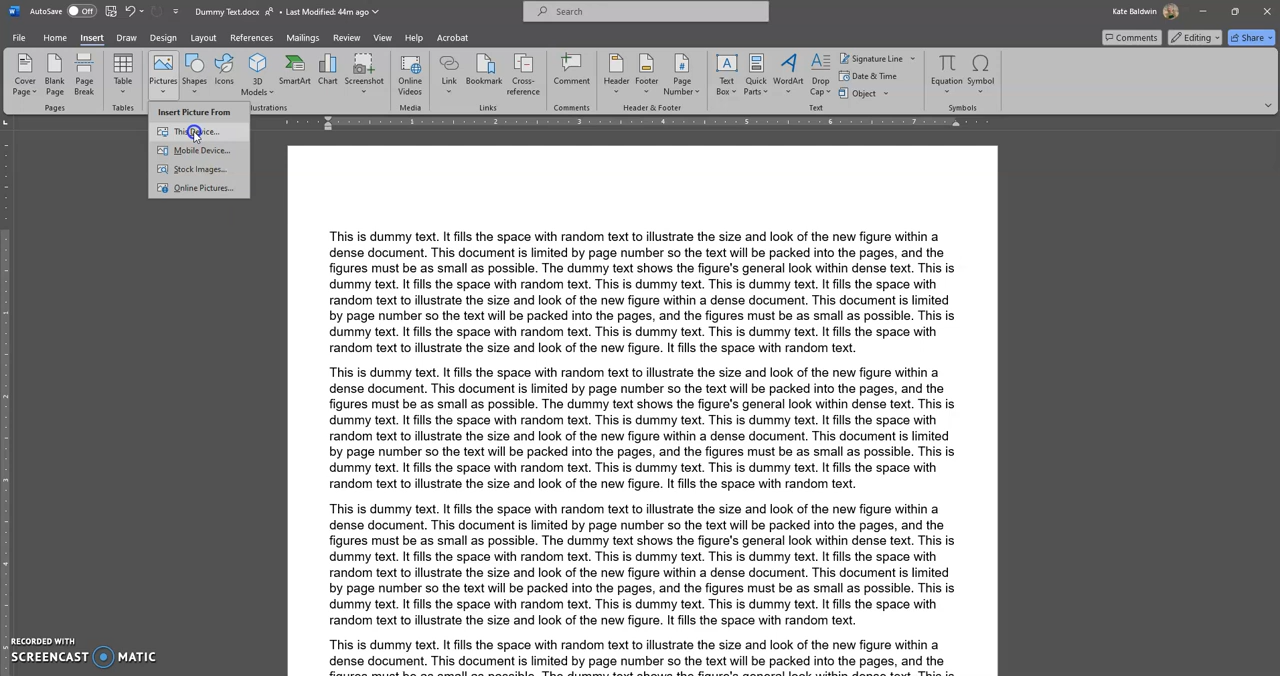 AutoSave Off Dummy Text.docx • Last Modified: 44m ago Search Kate Baldwin
File Home Insert Draw Design Layout References Mailings Review View Help Acrobat Comments Editing Share
Cover Page Blank Page Page Break Table Pictures Shapes Icons 3D Models SmartArt Chart Screenshot Online Videos Link Bookmark Cross-reference Comment Header Footer Page Number Text Box Quick Parts WordArt Drop Cap Signature Line Date & Time Object Equation Symbol
Pages Tables Illustrations Media Links Comments Header & Footer Text Symbols
Insert Picture From
This Device...
Mobile Device...
Stock Images...
Online Pictures...
1 2 3 4 5 6 7
This is dummy text. It fills the space with random text to illustrate the size and look of the new figure within a
dense document. This document is limited by page number so the text will be packed into the pages, and the
figures must be as small as possible. The dummy text shows the figure's general look within dense text. This is
dummy text. It fills the space with random text. This is dummy text. This is dummy text. It fills the space with
random text to illustrate the size and look of the new figure within a dense document. This document is limited
by page number so the text will be packed into the pages, and the figures must be as small as possible. This is
dummy text. It fills the space with random text. This is dummy text. This is dummy text. It fills the space with
random text to illustrate the size and look of the new figure. It fills the space with random text.
This is dummy text. It fills the space with random text to illustrate the size and look of the new figure within a
dense document. This document is limited by page number so the text will be packed into the pages, and the
figures must be as small as possible. The dummy text shows the figure's general look within dense text. This is
dummy text. It fills the space with random text. This is dummy text. This is dummy text. It fills the space with
random text to illustrate the size and look of the new figure within a dense document. This document is limited
by page number so the text will be packed into the pages, and the figures must be as small as possible. This is
dummy text. It fills the space with random text. This is dummy text. This is dummy text. It fills the space with
random text to illustrate the size and look of the new figure. It fills the space with random text.
This is dummy text. It fills the space with random text to illustrate the size and look of the new figure within a
dense document. This document is limited by page number so the text will be packed into the pages, and the
figures must be as small as possible. The dummy text shows the figure's general look within dense text. This is
dummy text. It fills the space with random text. This is dummy text. This is dummy text. It fills the space with
random text to illustrate the size and look of the new figure within a dense document. This document is limited
by page number so the text will be packed into the pages, and the figures must be as small as possible. This is
dummy text. It fills the space with random text. This is dummy text. This is dummy text. It fills the space with
random text to illustrate the size and look of the new figure. It fills the space with random text.
This is dummy text. It fills the space with random text to illustrate the size and look of the new figure within a
dense document. This document is limited by page number so the text will be packed into the pages, and the
figures must be as small as possible. The dummy text shows the figure's general look within dense text. This is
RECORDED WITH
SCREENCAST MATIC